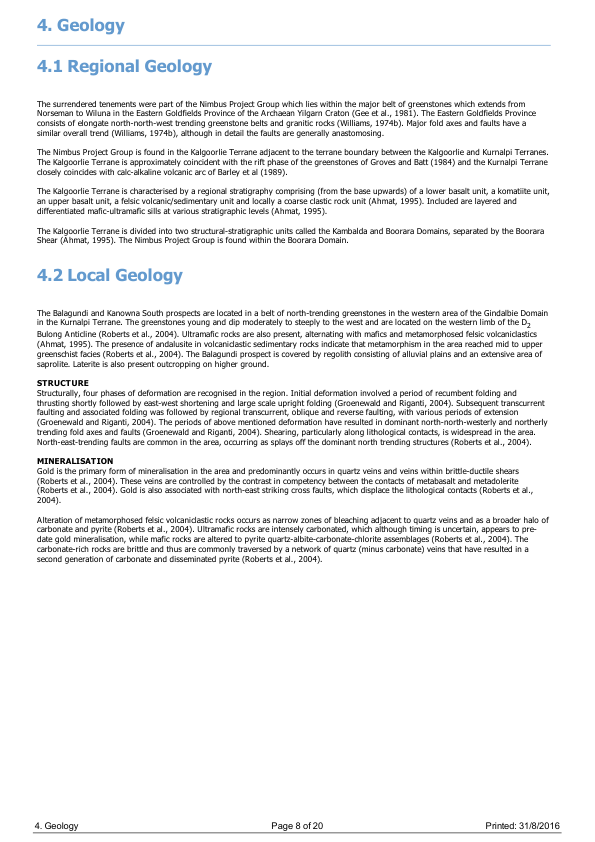 4. Geology
4.1 Regional Geology
The surrendered tenements were part of the Nimbus Project Group which lies within the major belt of greenstones which extends from
Norseman to Wiluna in the Eastern Goldfields Province of the Archaean Yilgarn Craton (Gee et al., 1981). The Eastern Goldfields Province
consists of elongate north-north-west trending greenstone belts and granitic rocks (Williams, 1974b). Major fold axes and faults have a
similar overall trend (Williams, 1974b), although in detail the faults are generally anastomosing.
The Nimbus Project Group is found in the Kalgoorlie Terrane adjacent to the terrane boundary between the Kalgoorlie and Kurnalpi Terranes.
The Kalgoorlie Terrane is approximately coincident with the rift phase of the greenstones of Groves and Batt (1984) and the Kurnalpi Terrane
closely coincides with calc-alkaline volcanic arc of Barley et al (1989).
The Kalgoorlie Terrane is characterised by a regional stratigraphy comprising (from the base upwards) of a lower basalt unit, a komatiite unit,
an upper basalt unit, a felsic volcanic/sedimentary unit and locally a coarse clastic rock unit (Ahmat, 1995). Included are layered and
differentiated mafic-ultramafic sills at various stratigraphic levels (Ahmat, 1995).
The Kalgoorlie Terrane is divided into two structural-stratigraphic units called the Kambalda and Boorara Domains, separated by the Boorara
Shear (Ahmat, 1995). The Nimbus Project Group is found within the Boorara Domain.
4.2 Local Geology
The Balagundi and Kanowna South prospects are located in a belt of north-trending greenstones in the western area of the Gindalbie Domain
in the Kurnalpi Terrane. The greenstones young and dip moderately to steeply to the west and are located on the western limb of the D2
Bulong Anticline (Roberts et al., 2004). Ultramafic rocks are also present, alternating with mafics and metamorphosed felsic volcaniclastics
(Ahmat, 1995). The presence of andalusite in volcaniclastic sedimentary rocks indicate that metamorphism in the area reached mid to upper
greenschist facies (Roberts et al., 2004). The Balagundi prospect is covered by regolith consisting of alluvial plains and an extensive area of
saprolite. Laterite is also present outcropping on higher ground.
STRUCTURE
Structurally, four phases of deformation are recognised in the region. Initial deformation involved a period of recumbent folding and
thrusting shortly followed by east-west shortening and large scale upright folding (Groenewald and Riganti, 2004). Subsequent transcurrent
faulting and associated folding was followed by regional transcurrent, oblique and reverse faulting, with various periods of extension
(Groenewald and Riganti, 2004). The periods of above mentioned deformation have resulted in dominant north-north-westerly and northerly
trending fold axes and faults (Groenewald and Riganti, 2004). Shearing, particularly along lithological contacts, is widespread in the area.
North-east-trending faults are common in the area, occurring as splays off the dominant north trending structures (Roberts et al., 2004).
MINERALISATION
Gold is the primary form of mineralisation in the area and predominantly occurs in quartz veins and veins within brittle-ductile shears
(Roberts et al., 2004). These veins are controlled by the contrast in competency between the contacts of metabasalt and metadolerite
(Roberts et al., 2004). Gold is also associated with north-east striking cross faults, which displace the lithological contacts (Roberts et al.,
2004).
Alteration of metamorphosed felsic volcaniclastic rocks occurs as narrow zones of bleaching adjacent to quartz veins and as a broader halo of
carbonate and pyrite (Roberts et al., 2004). Ultramafic rocks are intensely carbonated, which although timing is uncertain, appears to pre-
date gold mineralisation, while mafic rocks are altered to pyrite-quartz-albite-carbonate-chlorite assemblages (Roberts et al., 2004). The
carbonate-rich rocks are brittle and thus are commonly traversed by a network of quartz (minus carbonate) veins that have resulted in a
second generation of carbonate and disseminated pyrite (Roberts et al., 2004).
4. Geology Page 8 of 20 Printed: 31/8/2016